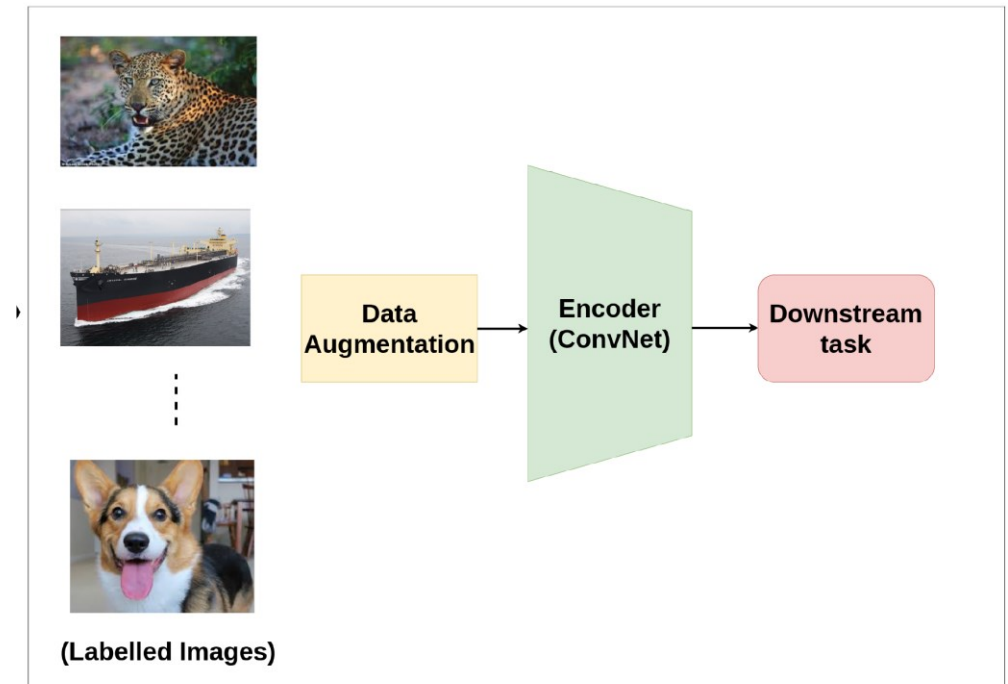 Data
Augmentation
Encoder
(ConvNet)
Downstream
task
(Labelled Images)